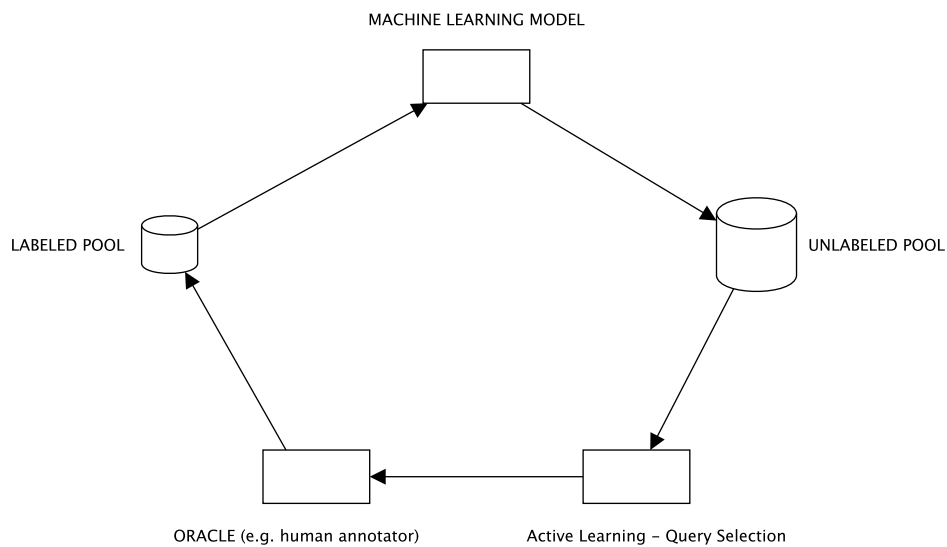 MACHINE LEARNING MODEL
LABELED POOL
UNLABELED POOL
ORACLE (e.g. human annotator)
Active Learning – Query Selection